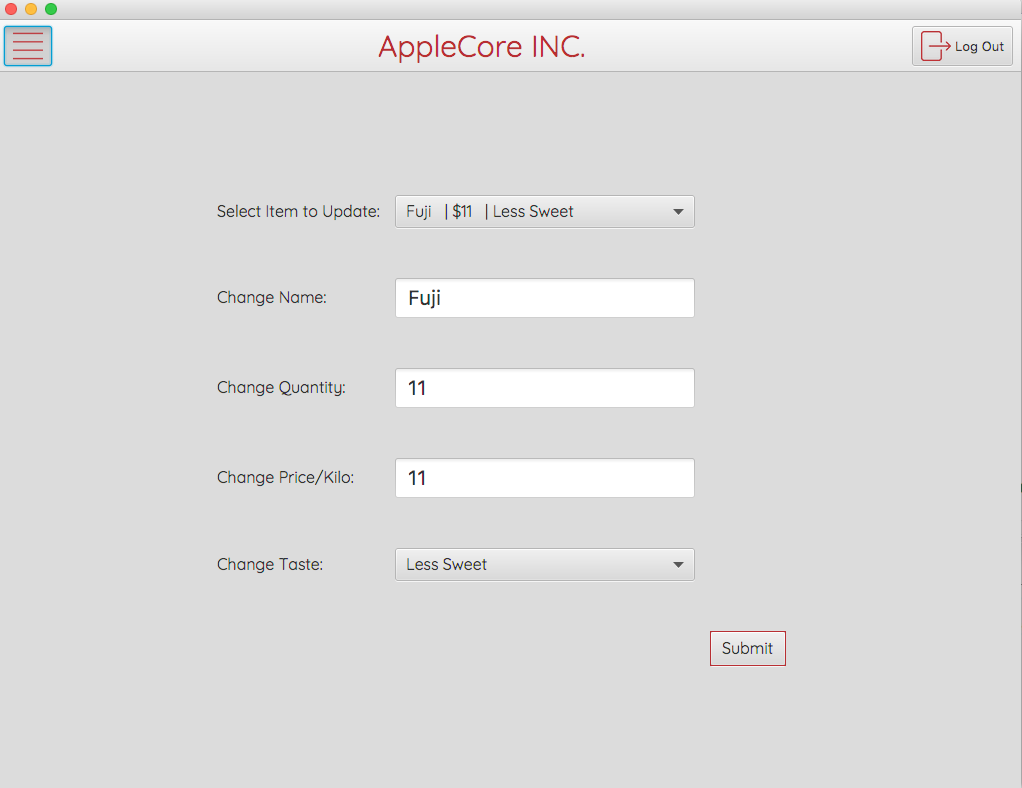 AppleCore INC.
Log Out
Select Item to Update: Fuji | $11 | Less Sweet
Change Name: Fuji
Change Quantity: 11
Change Price/Kilo: 11
Change Taste: Less Sweet
Submit